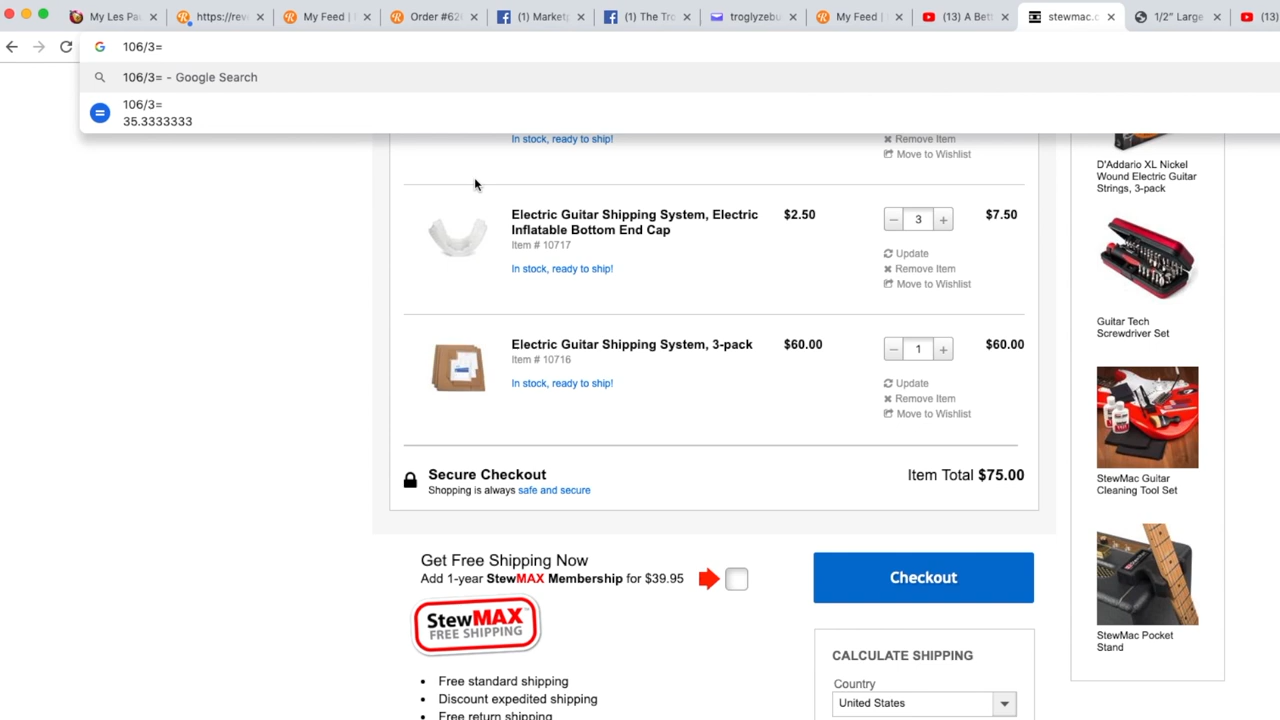 My Les Pa
https://reve
My Feed |
Order #62
(1) Marketp
(1) The Tro
troglyzebu
My Feed |
(13) A Bett
stewmac.c
1/2" Large
(13)
106/3=
106/3= - Google Search
106/3=
35.3333333
In stock, ready to ship!
Remove Item
Move to Wishlist
Electric Guitar Shipping System, Electric
Inflatable Bottom End Cap
Item # 10717
In stock, ready to ship!
$2.50
3
$7.50
Update
Remove Item
Move to Wishlist
Electric Guitar Shipping System, 3-pack
Item # 10716
In stock, ready to ship!
$60.00
1
$60.00
Update
Remove Item
Move to Wishlist
Secure Checkout
Shopping is always safe and secure
Item Total $75.00
Get Free Shipping Now
Add 1-year StewMAX Membership for $39.95
StewMAX
FREE SHIPPING
• Free standard shipping
• Discount expedited shipping
• Free return shipping
Checkout
CALCULATE SHIPPING
Country
United States
D'Addario XL Nickel
Wound Electric Guitar
Strings, 3-pack
Guitar Tech
Screwdriver Set
StewMac Guitar
Cleaning Tool Set
StewMac Pocket
Stand